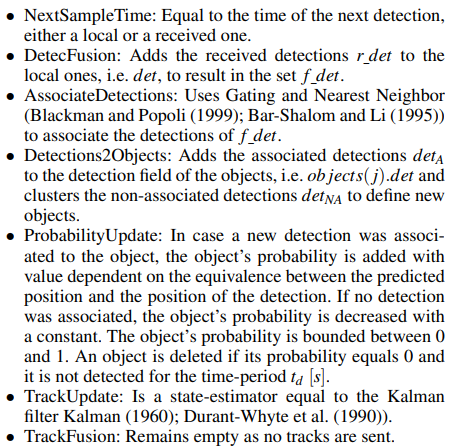 • NextSampleTime: Equal to the time of the next detection,
either a local or a received one.
• DetecFusion: Adds the received detections r_det to the
local ones, i.e. det, to result in the set f_det.
• AssociateDetections: Uses Gating and Nearest Neighbor
(Blackman and Popoli (1999); Bar-Shalom and Li (1995))
to associate the detections of f_det.
• Detections2Objects: Adds the associated detections det_A
to the detection field of the objects, i.e. objects(j).det and
clusters the non-associated detections det_NA to define new
objects.
• ProbabilityUpdate: In case a new detection was associ-
ated to the object, the object's probability is added with
value dependent on the equivalence between the predicted
position and the position of the detection. If no detection
was associated, the object's probability is decreased with
a constant. The object's probability is bounded between 0
and 1. An object is deleted if its probability equals 0 and
it is not detected for the time-period t_d [s].
• TrackUpdate: Is a state-estimator equal to the Kalman
filter Kalman (1960); Durant-Whyte et al. (1990)).
• TrackFusion: Remains empty as no tracks are sent.